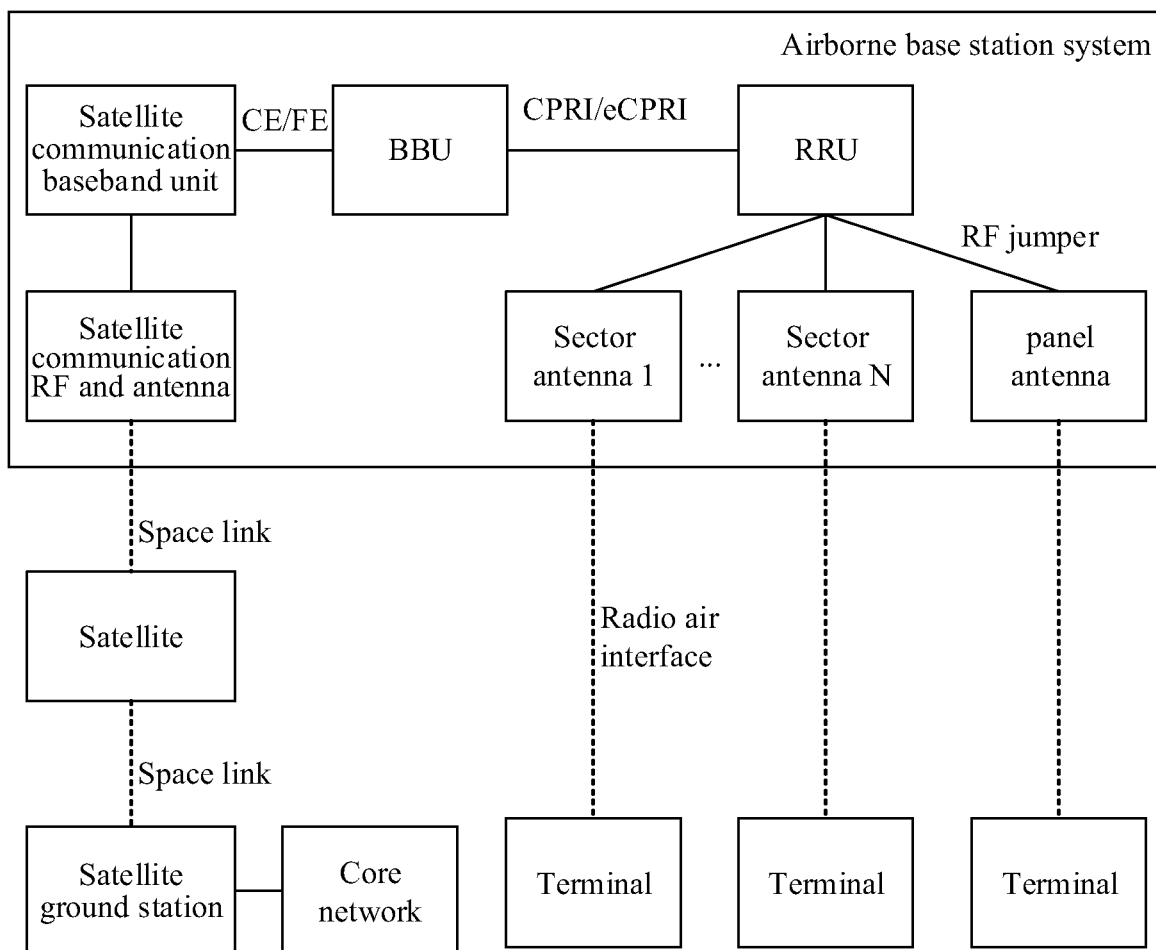 Airborne base station system
Satellite
communication
baseband unit
CE/FE
BBU
CPRI/eCPRI
RRU
RF jumper
Satellite
communication
RF and antenna
Sector
antenna 1
...
Sector
antenna N
panel
antenna
Space link
Satellite
Radio air
interface
Space link
Satellite
ground station
Core
network
Terminal
Terminal
Terminal